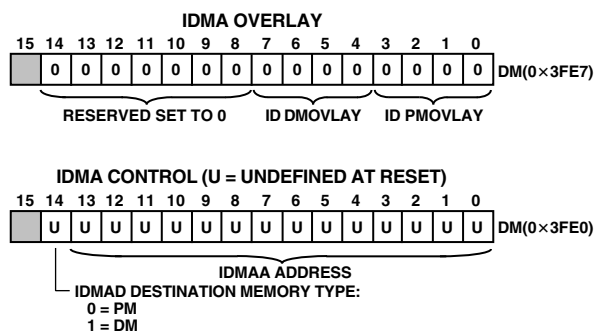 IDMA OVERLAY
15 14 13 12 11 10 9 8 7 6 5 4 3 2 1 0
0 0 0 0 0 0 0 0 0 0 0 0 0 0 0 DM(0×3FE7)
RESERVED SET TO 0 ID DMOVLAY ID PMOVLAY
IDMA CONTROL (U = UNDEFINED AT RESET)
15 14 13 12 11 10 9 8 7 6 5 4 3 2 1 0
U U U U U U U U U U U U U U U DM(0×3FE0)
IDMAA ADDRESS
IDMAD DESTINATION MEMORY TYPE:
0 = PM
1 = DM